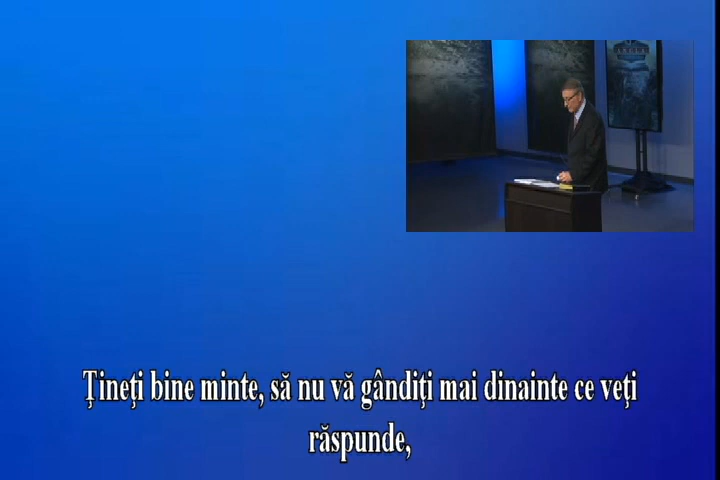 Ţineţi bine minte, să nu vă gândiţi mai dinainte ce veţi
răspunde,